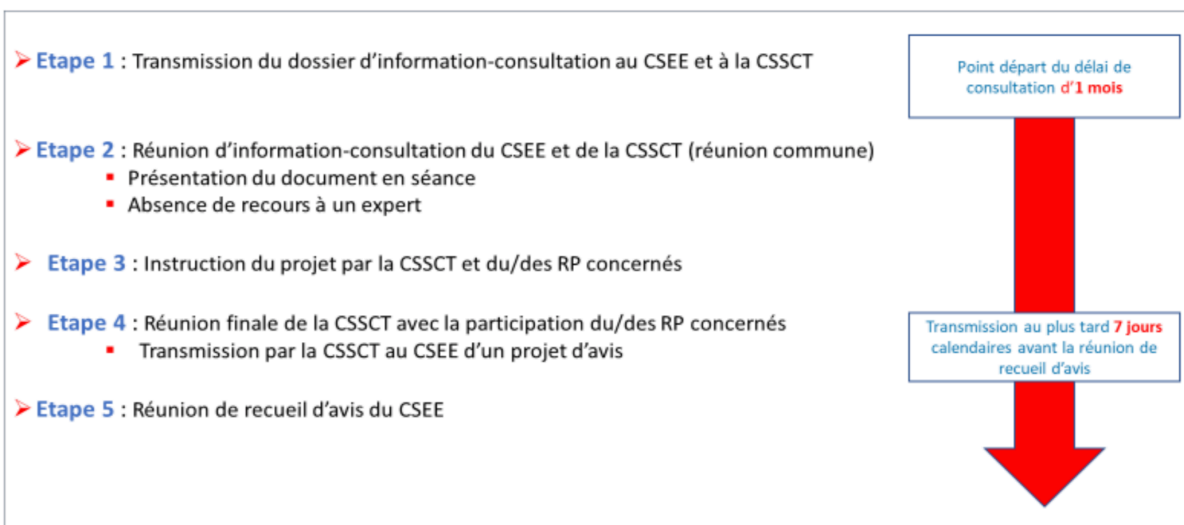 Etape 1 : Transmission du dossier d'information-consultation au CSEE et à la CSSCT
Point départ du délai de
consultation d'1 mois
Etape 2 : Réunion d'information-consultation du CSEE et de la CSSCT (réunion commune)
Présentation du document en séance
Absence de recours à un expert
Etape 3 : Instruction du projet par la CSSCT et du/des RP concernés
Etape 4 : Réunion finale de la CSSCT avec la participation du/des RP concernés
Transmission par la CSSCT au CSEE d'un projet d'avis
Transmission au plus tard 7 jours
calendaires avant la réunion de
recueil d'avis
Etape 5 : Réunion de recueil d'avis du CSEE